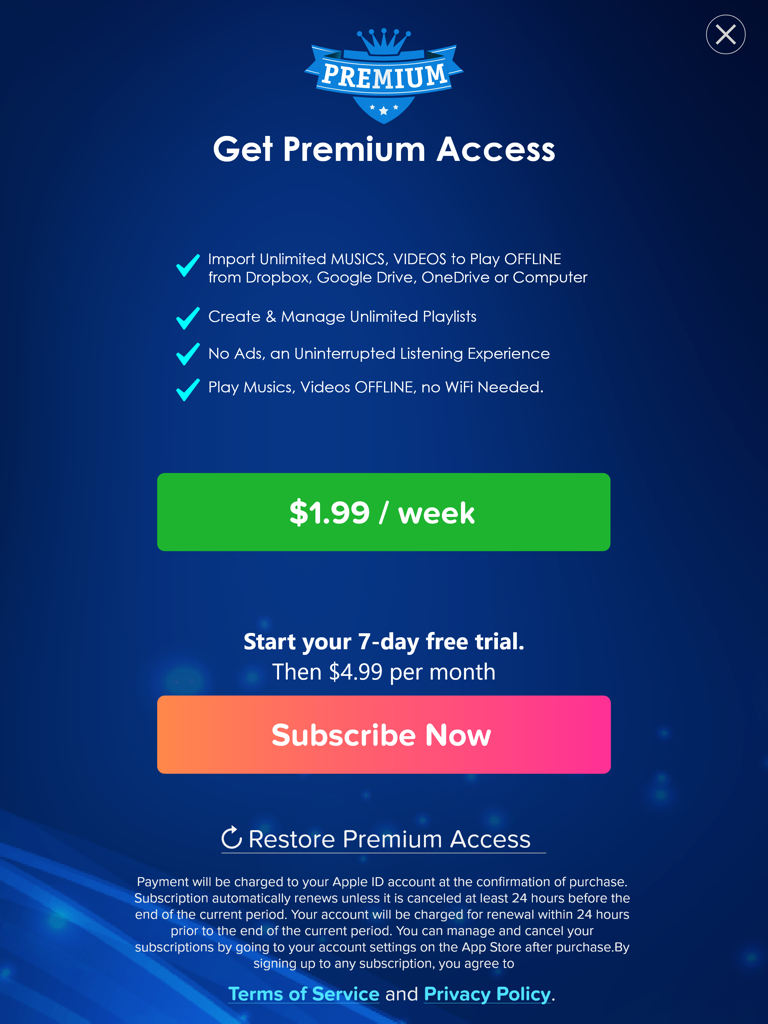 PREMIUM
Get Premium Access
Import Unlimited MUSICS, VIDEOS to Play OFFLINE
from Dropbox, Google Drive, OneDrive or Computer
Create & Manage Unlimited Playlists
No Ads, an Uninterrupted Listening Experience
Play Musics, Videos OFFLINE, no WiFi Needed.
$1.99 / week
Start your 7-day free trial.
Then $4.99 per month
Subscribe Now
Restore Premium Access
Payment will be charged to your Apple ID account at the confirmation of purchase.
Subscription automatically renews unless it is canceled at least 24 hours before the
end of the current period. Your account will be charged for renewal within 24 hours
prior to the end of the current period. You can manage and cancel your
subscriptions by going to your account settings on the App Store after purchase.By
signing up to any subscription, you agree to
Terms of Service and Privacy Policy.